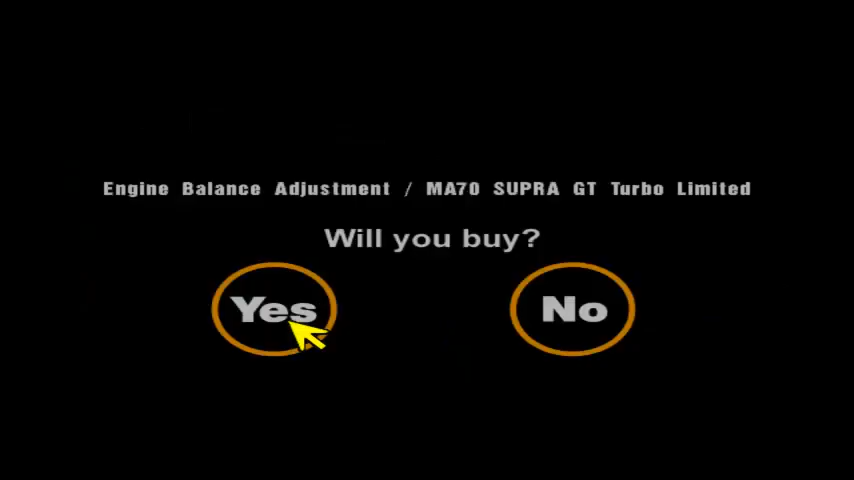 Engine Balance Adjustment / MA70 SUPRA GT Turbo Limited
Will you buy?
Yes No